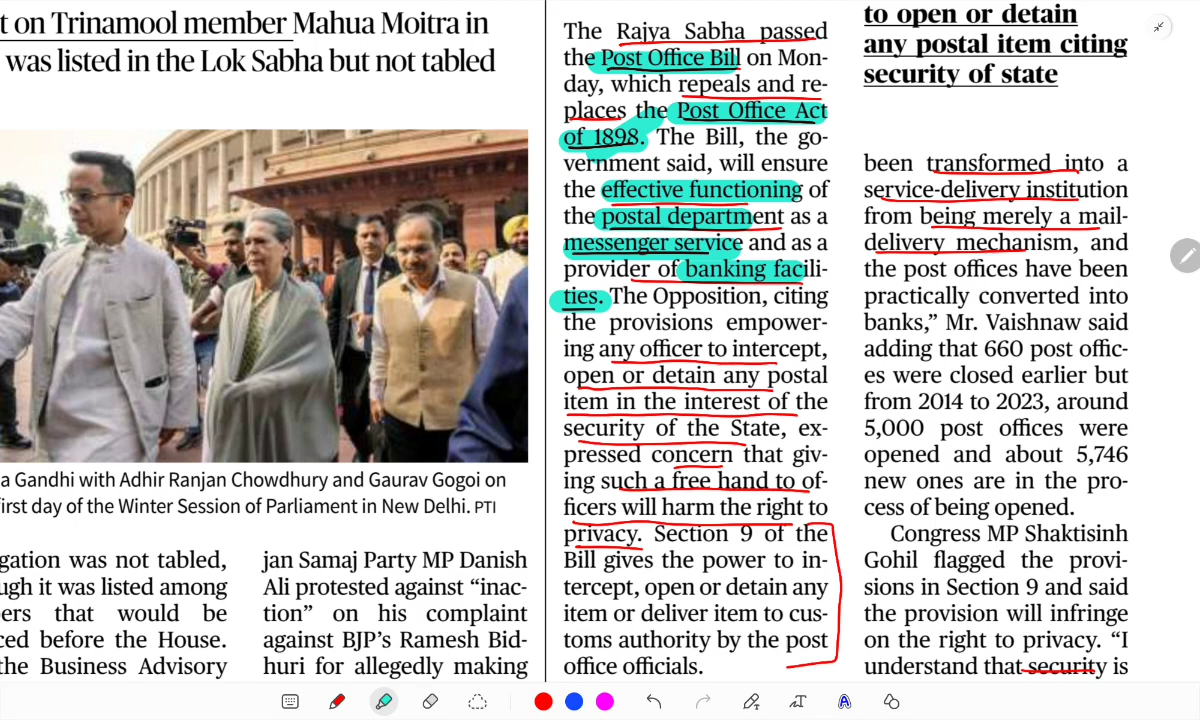 t on Trinamool member Mahua Moitra in
was listed in the Lok Sabha but not tabled
a Gandhi with Adhir Ranjan Chowdhury and Gaurav Gogoi on
irst day of the Winter Session of Parliament in New Delhi. PTI
gation was not tabled,
ugh it was listed among
ers that would be
ced before the House.
the Business Advisory
jan Samaj Party MP Danish
Ali protested against “inac-
tion” on his complaint
against BJP’s Ramesh Bid-
huri for allegedly making
The Rajya Sabha passed
the Post Office Bill on Mon-
day, which repeals and re-
places the Post Office Act
of 1898. The Bill, the go-
vernment said, will ensure
the effective functioning of
the postal department as a
messenger service and as a
provider of banking facili-
ties. The Opposition, citing
the provisions empower-
ing any officer to intercept,
open or detain any postal
item in the interest of the
security of the State, ex-
pressed concern that giv-
ing such a free hand to of-
ficers will harm the right to
privacy. Section 9 of the
Bill gives the power to in-
tercept, open or detain any
item or deliver item to cus-
toms authority by the post
office officials.
to open or detain
any postal item citing
security of state
been transformed into a
service-delivery institution
from being merely a mail-
delivery mechanism, and
the post offices have been
practically converted into
banks,” Mr. Vaishnaw said
adding that 660 post offic-
es were closed earlier but
from 2014 to 2023, around
5,000 post offices were
opened and about 5,746
new ones are in the pro-
cess of being opened.
Congress MP Shaktisinh
Gohil flagged the provi-
sions in Section 9 and said
the provision will infringe
on the right to privacy. “I
understand that security is